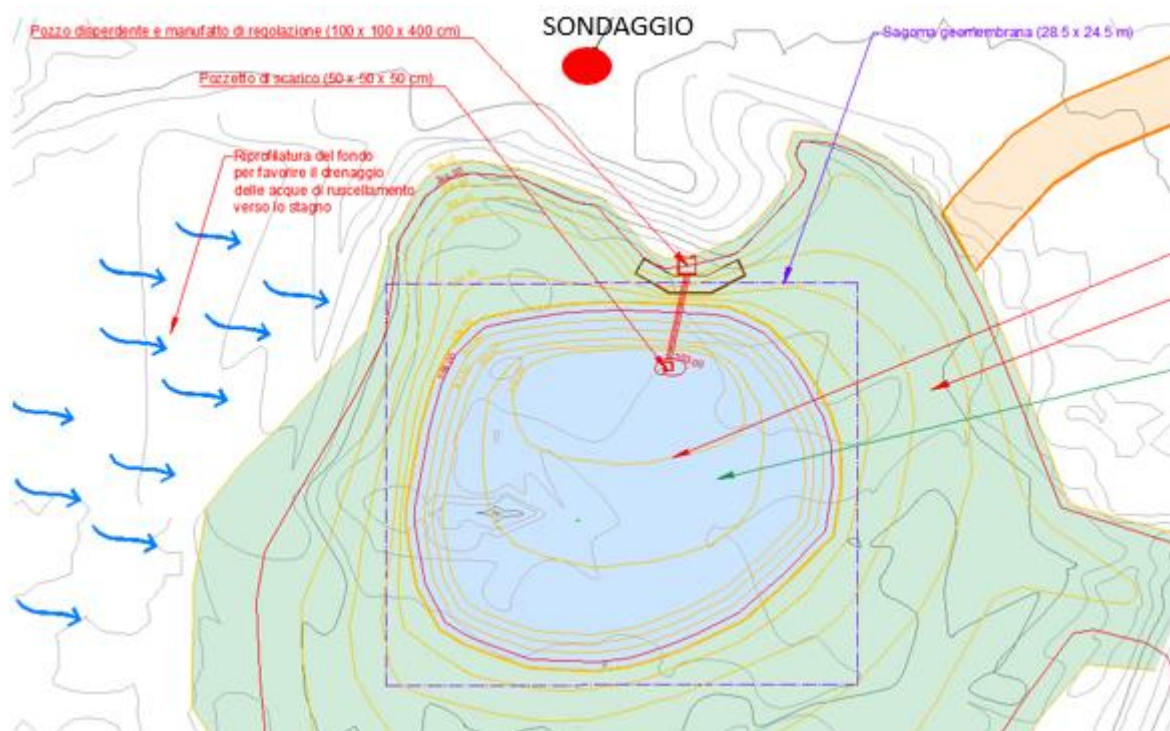 SONDAGGIO
Pozzo disperdente e manufatto di regolazione (100 x 100 x 400 cm)
Sagoma geomembrana (28.5 x 24.5 m)
Pozzetto di scarico (50 x 50 x 50 cm)
Riprofilatura del fondo
per favorire il drenaggio
delle acque di ruscellamento
verso lo stagno